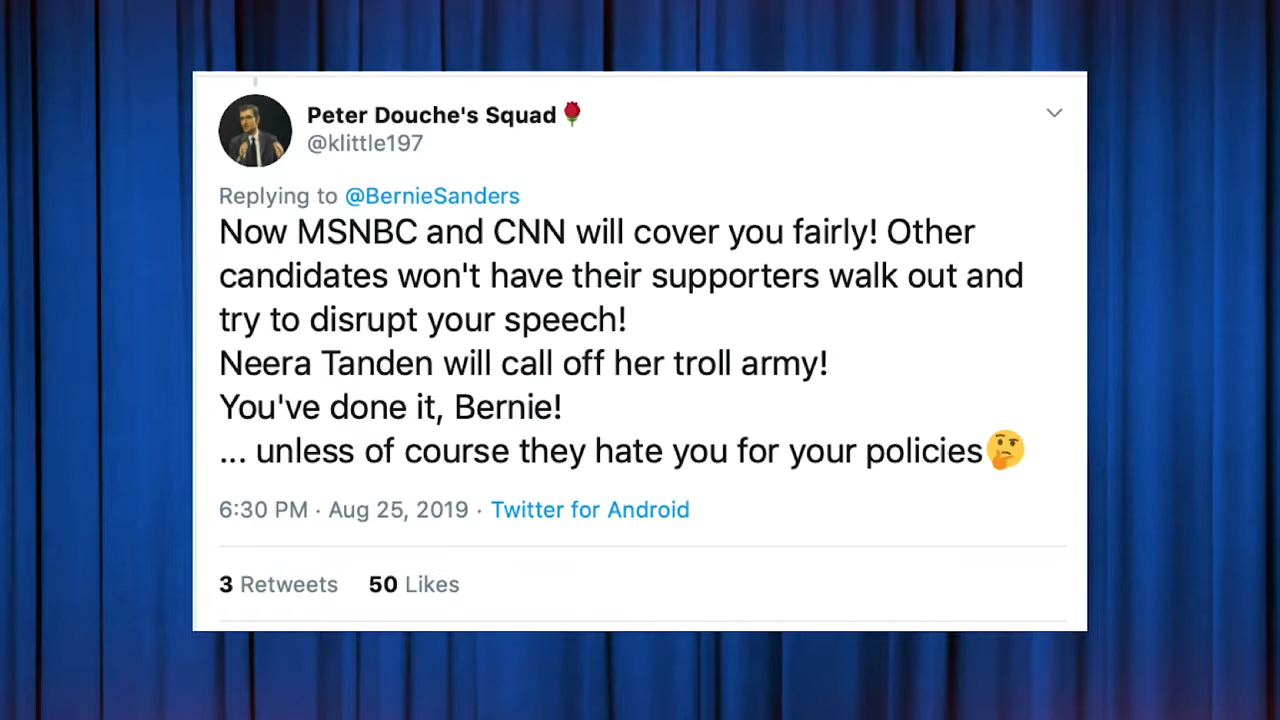 Peter Douche's Squad🌹
@klittle197
Replying to @BernieSanders
Now MSNBC and CNN will cover you fairly! Other
candidates won't have their supporters walk out and
try to disrupt your speech!
Neera Tanden will call off her troll army!
You've done it, Bernie!
... unless of course they hate you for your policies🤔
6:30 PM · Aug 25, 2019 · Twitter for Android
3 Retweets 50 Likes